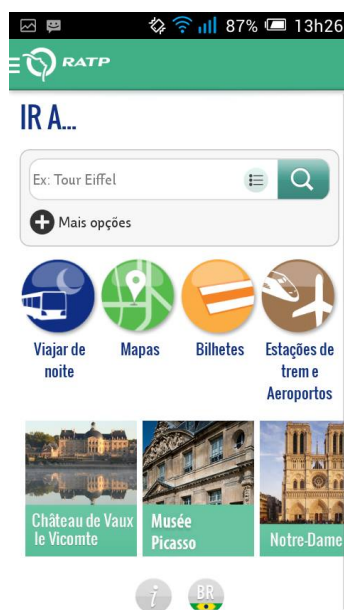 87% 13h26
RATP
IR A...
Ex: Tour Eiffel
Mais opções
Viajar de
noite
Mapas
Bilhetes
Estações de
trem e
Aeroportos
Château de Vaux
le Vicomte
Musée
Picasso
Notre-Dame
i
BR